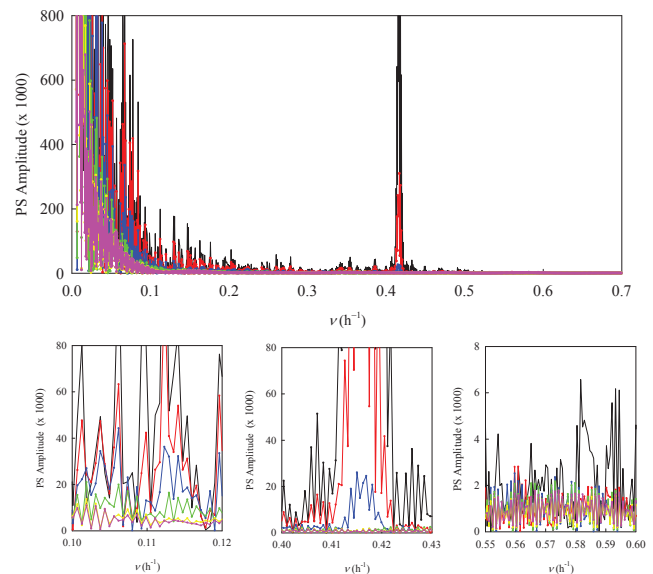 800
600
400
200
0
PS Amplitude (x 1000)
0.0 0.1 0.2 0.3 0.4 0.5 0.6 0.7
ν (h⁻¹)
80
60
40
20
0
PS Amplitude (x 1000)
0.10 0.11 0.12
ν (h⁻¹)
80
60
40
20
0
PS Amplitude (x 1000)
0.40 0.41 0.42 0.43
ν (h⁻¹)
8
6
4
2
0
PS Amplitude (x 1000)
0.55 0.56 0.57 0.58 0.59 0.60
ν (h⁻¹)